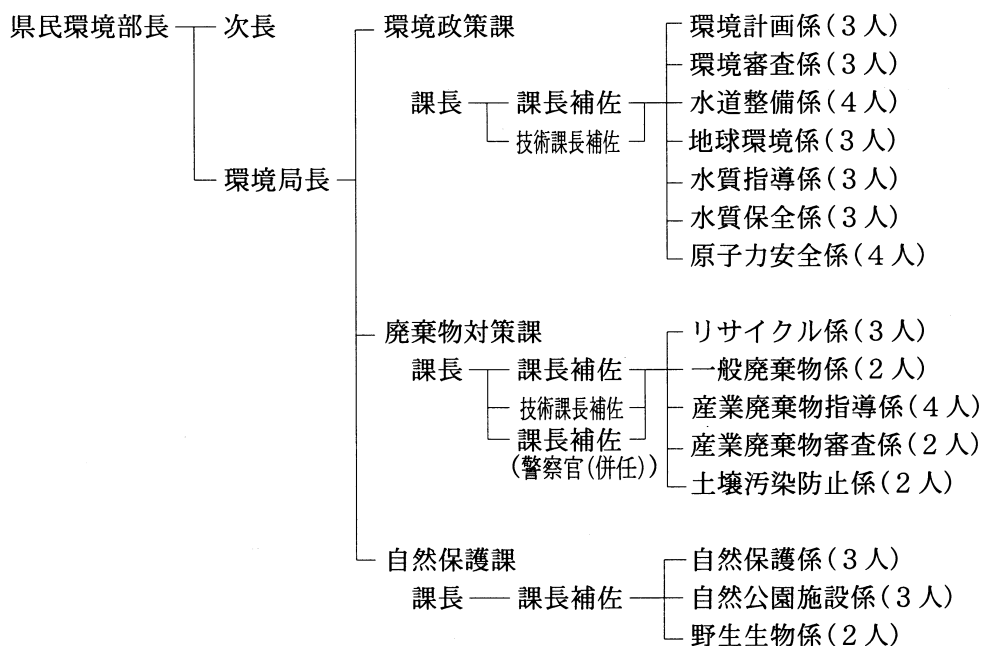 県民環境部長 次長 環境政策課 環境計画係(3人)
環境審査係(3人)
課長 課長補佐 水道整備係(4人)
技術課長補佐 地球環境係(3人)
環境局長 水質指導係(3人)
水質保全係(3人)
原子力安全係(4人)
廃棄物対策課 リサイクル係(3人)
課長 課長補佐 一般廃棄物係(2人)
技術課長補佐 産業廃棄物指導係(4人)
課長補佐 産業廃棄物審査係(2人)
(警察官(併任)) 土壌汚染防止係(2人)
自然保護課 自然保護係(3人)
課長 課長補佐 自然公園施設係(3人)
野生生物係(2人)